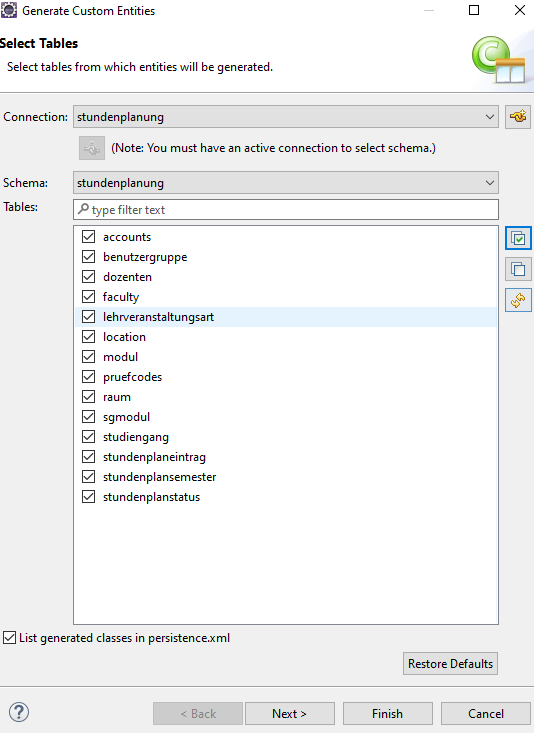 Generate Custom Entities
Select Tables
Select tables from which entities will be generated.
Connection: stundenplanung
(Note: You must have an active connection to select schema.)
Schema: stundenplanung
Tables: type filter text
accounts
benutzergruppe
dozenten
faculty
lehrveranstaltungsart
location
modul
pruefcodes
raum
sgmodul
studiengang
stundenplaneintrag
stundenplansemester
stundenplanstatus
List generated classes in persistence.xml
Restore Defaults
? < Back Next > Finish Cancel